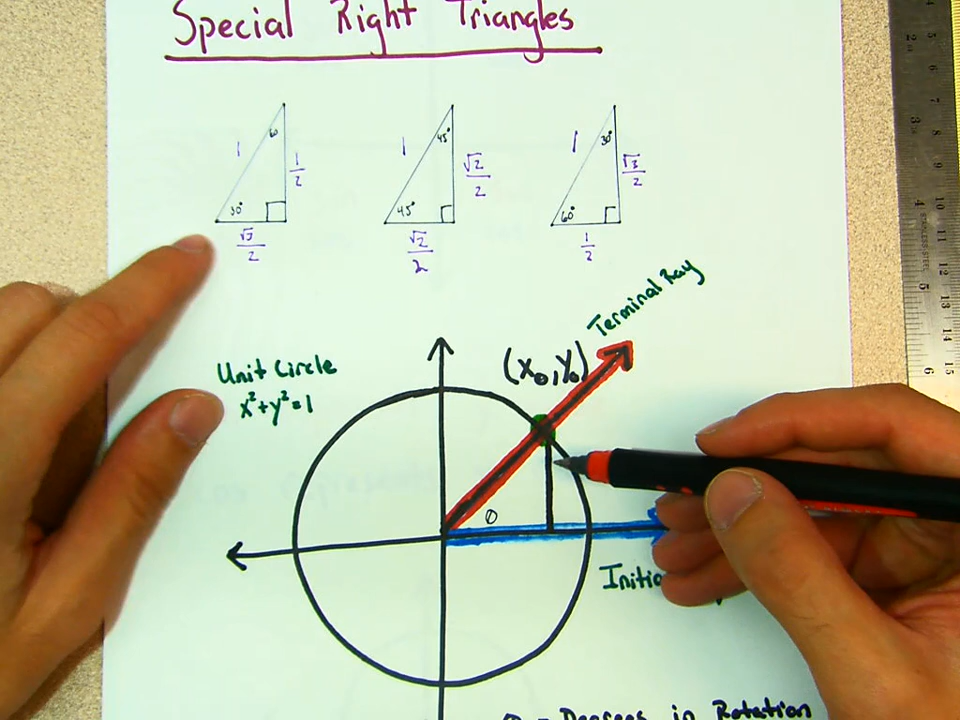 Special Right Triangles
60
1
1/2
30°
√3/2
45°
1
√2/2
45°
√2/2
30°
1
√3/2
60°
1/2
Terminal Ray
Unit Circle
x²+y²=1
(x₀,y₀)
θ
θ = Degrees in Rotation